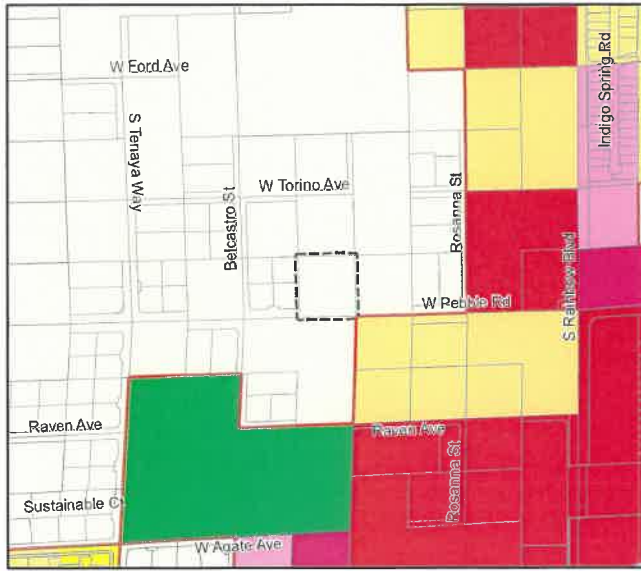 W Ford Ave
Indigo Spring Rd
S Tenaya Way
W Torino Ave
Belcastro St
Rosanna St
S Rainbow Blvd
W Pebble Rd
Raven Ave
Raven Ave
Rosanna St
Sustainable C
W Agate Ave